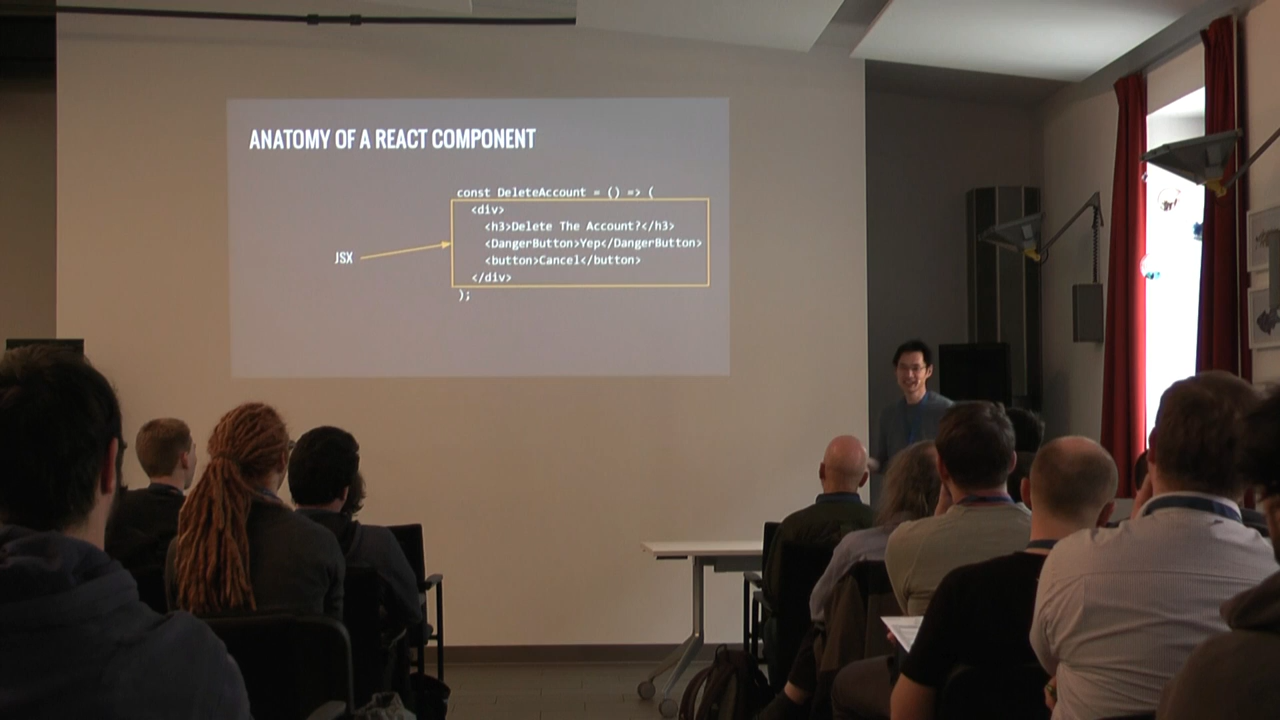 ANATOMY OF A REACT COMPONENT
const DeleteAccount = () => (
<div>
<h3>Delete The Account?</h3>
<DangerButton>Yep</DangerButton>
JSX
<button>Cancel</button>
</div>
);